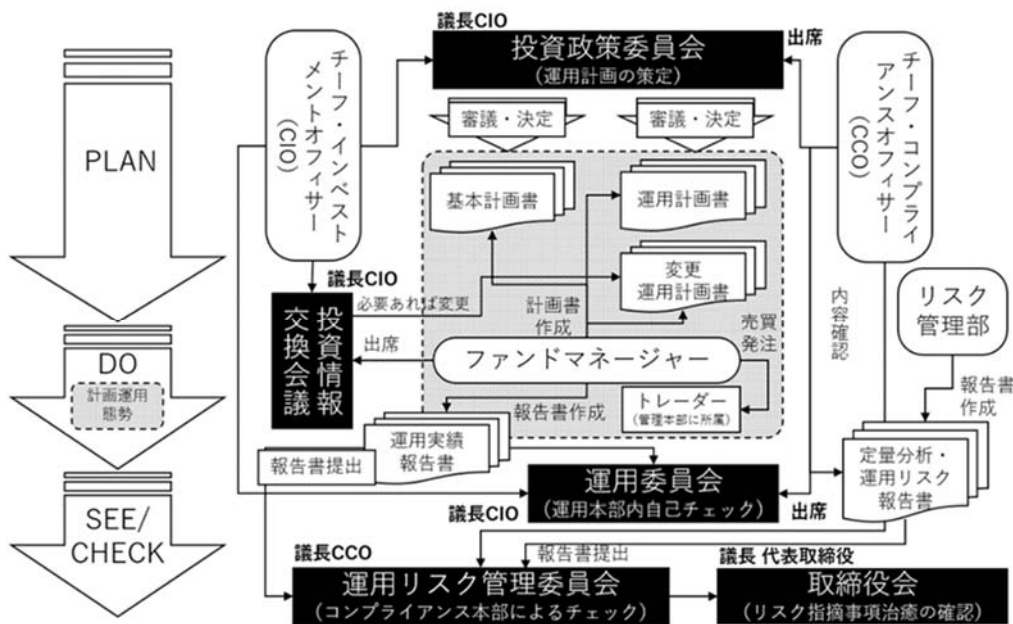 議長CIO
投資政策委員会
(運用計画の策定)
出席
チーフ・インベスト
メントオフィサー
(CIO)
チーフ・コンプライ
アンスオフィサー
(CCO)
PLAN
審議・決定
審議・決定
基本計画書
運用計画書
変更
運用計画書
議長CIO
投資情報
交換会議
必要あれば変更
計画書
作成
売買
発注
内容確認
リスク
管理部
出席
ファンドマネージャー
DO
計画運用
態勢
報告書作成
トレーダー
(管理本部に所属)
報告書
作成
運用実績
報告書
報告書提出
定量分析・
運用リスク
報告書
運用委員会
(運用本部内自己チェック)
議長CIO
出席
SEE/
CHECK
議長CCO
報告書提出
議長 代表取締役
運用リスク管理委員会
(コンプライアンス本部によるチェック)
取締役会
(リスク指摘事項治癒の確認)